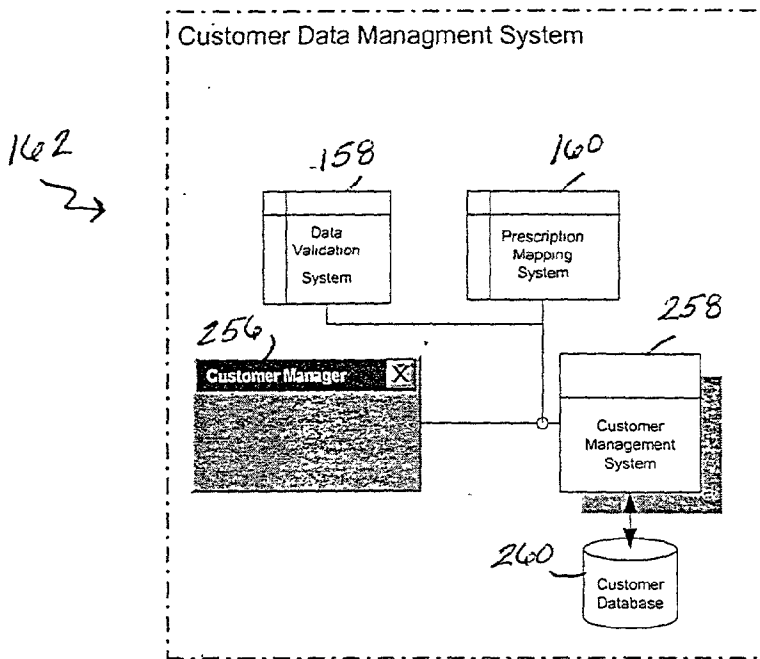 Customer Data Managment System
162
158
160
Data
Validation
System
Prescription
Mapping
System
256
258
Customer Manager X
Customer
Management
System
260
Customer
Database